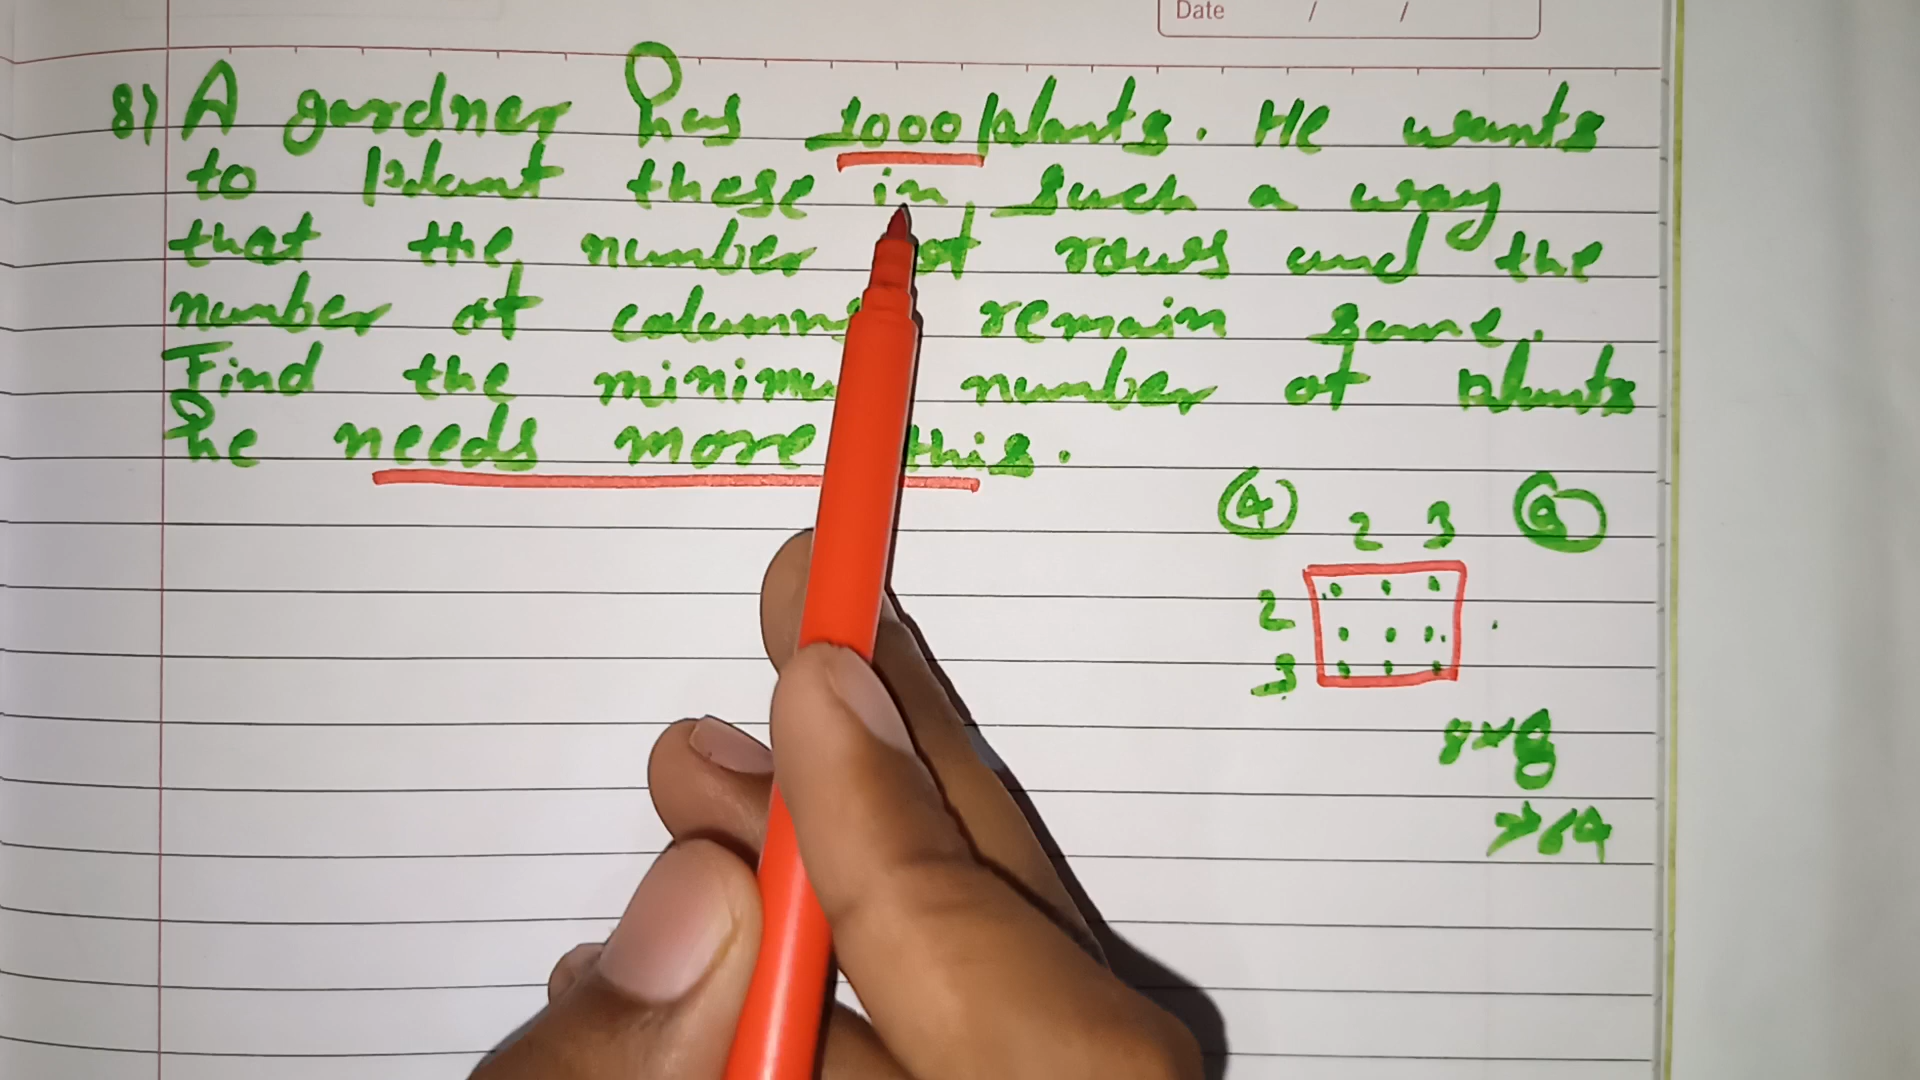 Date / /
8) A gardner has 1000 plants. He wants
to plant these in such a way
that the number of rows and the
number of column remain same.
Find the minimu number of plants
he needs more this.
4 2 3 9
2
3
8×8
64